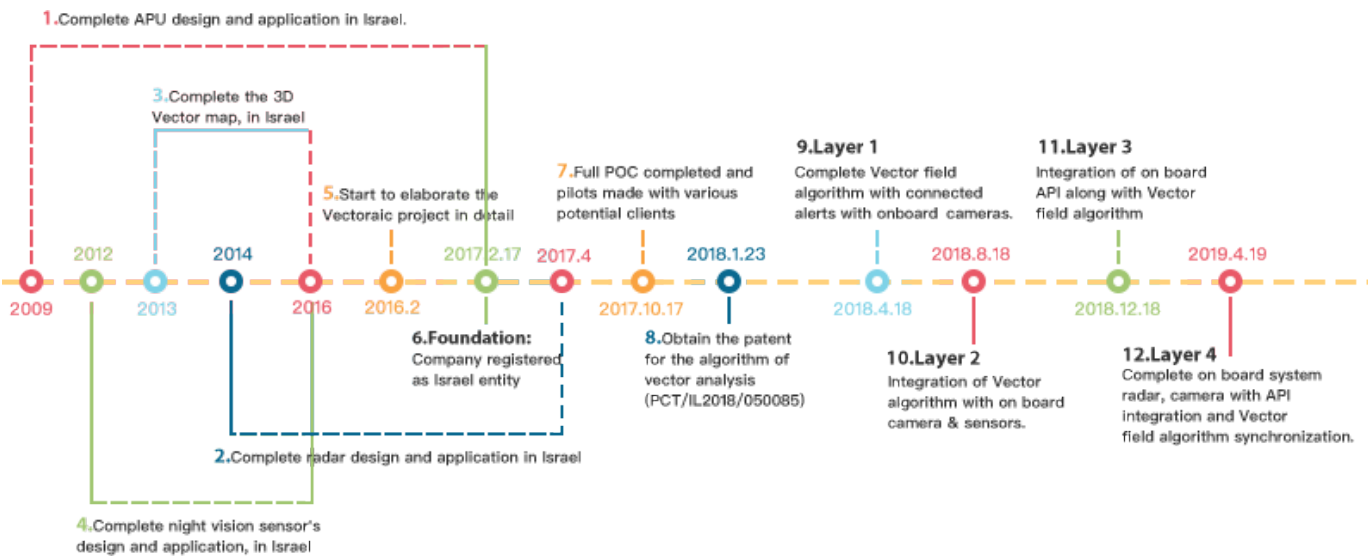 1.Complete APU design and application in Israel.
3.Complete the 3D
Vector map, in Israel
5.Start to elaborate the
Vectoraic project in detail
7.Full POC completed and
pilots made with various
potential clients
9.Layer 1
Complete Vector field
algorithm with connected
alerts with onboard cameras.
11.Layer 3
Integration of on board
API along with Vector
field algorithm
2012
2014
2017.2.17
2017.4
2018.1.23
2018.8.18
2019.4.19
2009
2013
2016
2016.2
2017.10.17
2018.4.18
2018.12.18
6.Foundation:
Company registered
as Israel entity
8.Obtain the patent
for the algorithm of
vector analysis
(PCT/IL2018/050085)
10.Layer 2
Integration of Vector
algorithm with on board
camera & sensors.
12.Layer 4
Complete on board system
radar, camera with API
integration and Vector
field algorithm synchronization.
2.Complete radar design and application in Israel
4.Complete night vision sensor's
design and application, in Israel